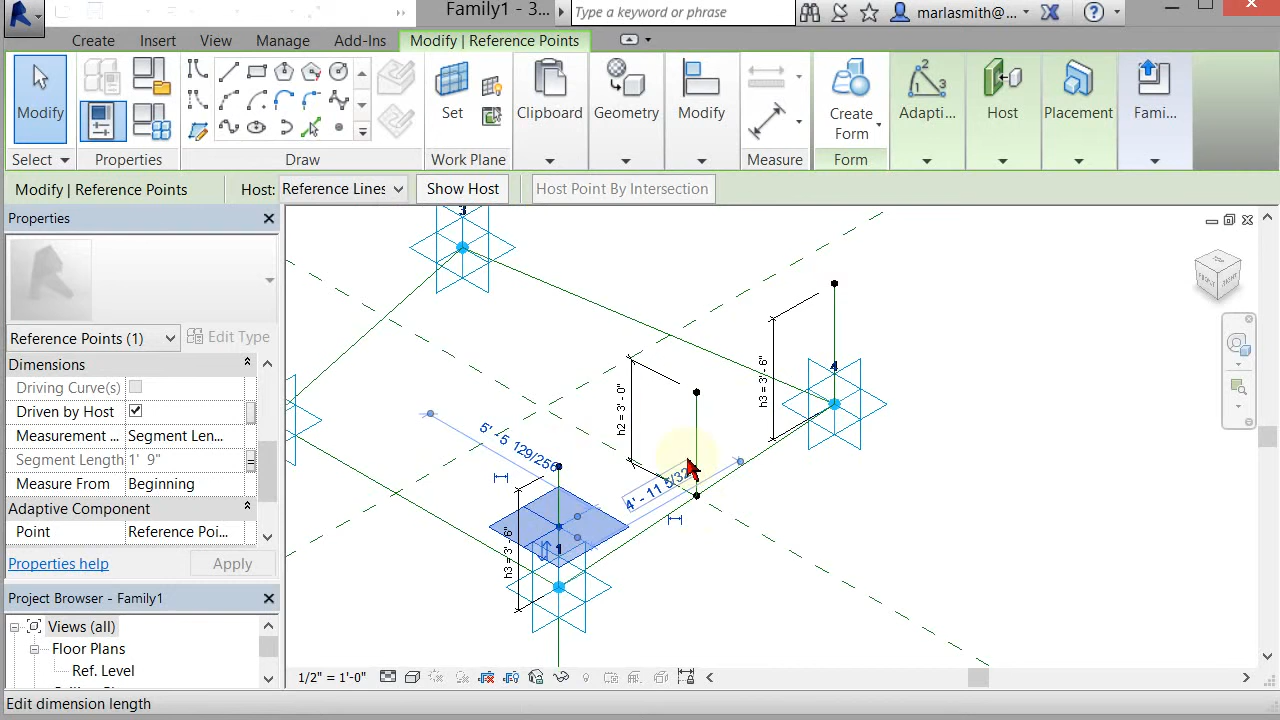 Family1 - 3...
Type a keyword or phrase
marlasmith@...
Create Insert View Manage Add-Ins Modify | Reference Points
Modify
Select
Properties
Draw
Set
Work Plane
Clipboard
Geometry
Modify
Measure
Create
Form
Form
Adapti...
Host
Placement
Fami...
Modify | Reference Points
Host: Reference Lines
Show Host
Host Point By Intersection
Properties
Reference Points (1)
Edit Type
Dimensions
Driving Curve(s)
Driven by Host
Measurement ... Segment Len...
Segment Length 1' 9"
Measure From Beginning
Adaptive Component
Point Reference Poi...
Properties help
Apply
Project Browser - Family1
Views (all)
Floor Plans
Ref. Level
3
4
1
h2 = 3' - 0"
h3 = 3' - 6"
h3 = 3' - 6"
5' - 5 129/256
4' - 11 5/32
FRONT
1/2" = 1'-0"
Edit dimension length